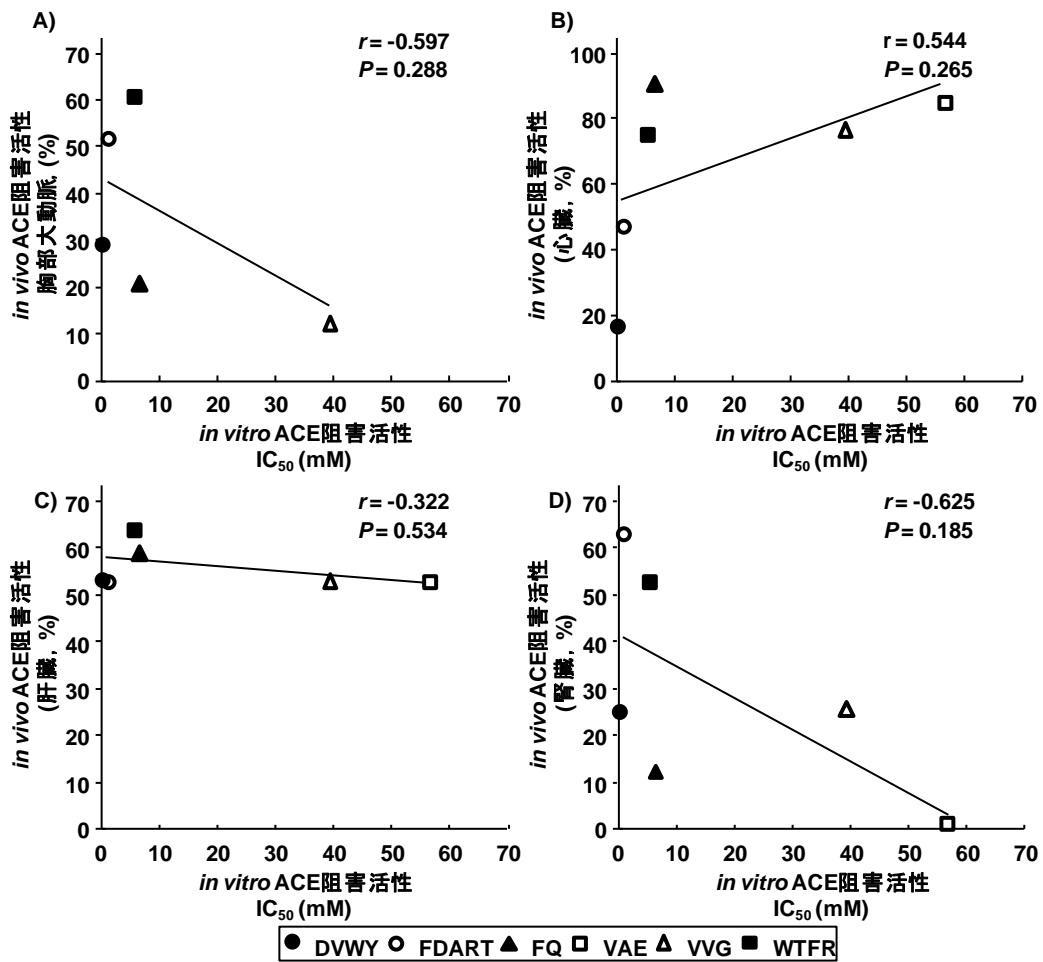 A)
r = -0.597
P = 0.288
in vivo ACE阻害活性
胸部大動脈, (%)
70
60
50
40
30
20
10
0
0 10 20 30 40 50 60 70
in vitro ACE阻害活性
IC50 (mM)
B)
r = 0.544
P = 0.265
in vivo ACE阻害活性
(心臓, %)
100
80
60
40
20
0
0 10 20 30 40 50 60 70
in vitro ACE阻害活性
IC50 (mM)
C)
r = -0.322
P = 0.534
in vivo ACE阻害活性
(肝臓, %)
70
60
50
40
30
20
10
0
0 10 20 30 40 50 60 70
in vitro ACE阻害活性
IC50 (mM)
D)
r = -0.625
P = 0.185
in vivo ACE阻害活性
(腎臓, %)
70
60
50
40
30
20
10
0
0 10 20 30 40 50 60 70
in vitro ACE阻害活性
IC50 (mM)
DVWY FDART FQ VAE VVG WTFR